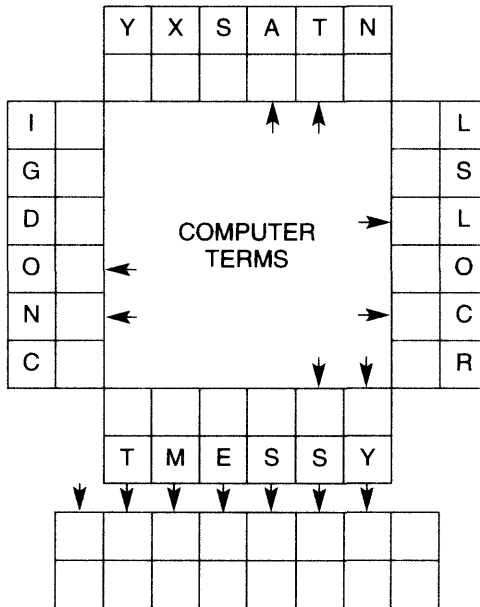 Y X S A T N
I L
G S
D L
COMPUTER
TERMS
O O
N C
C R
T M E S S Y